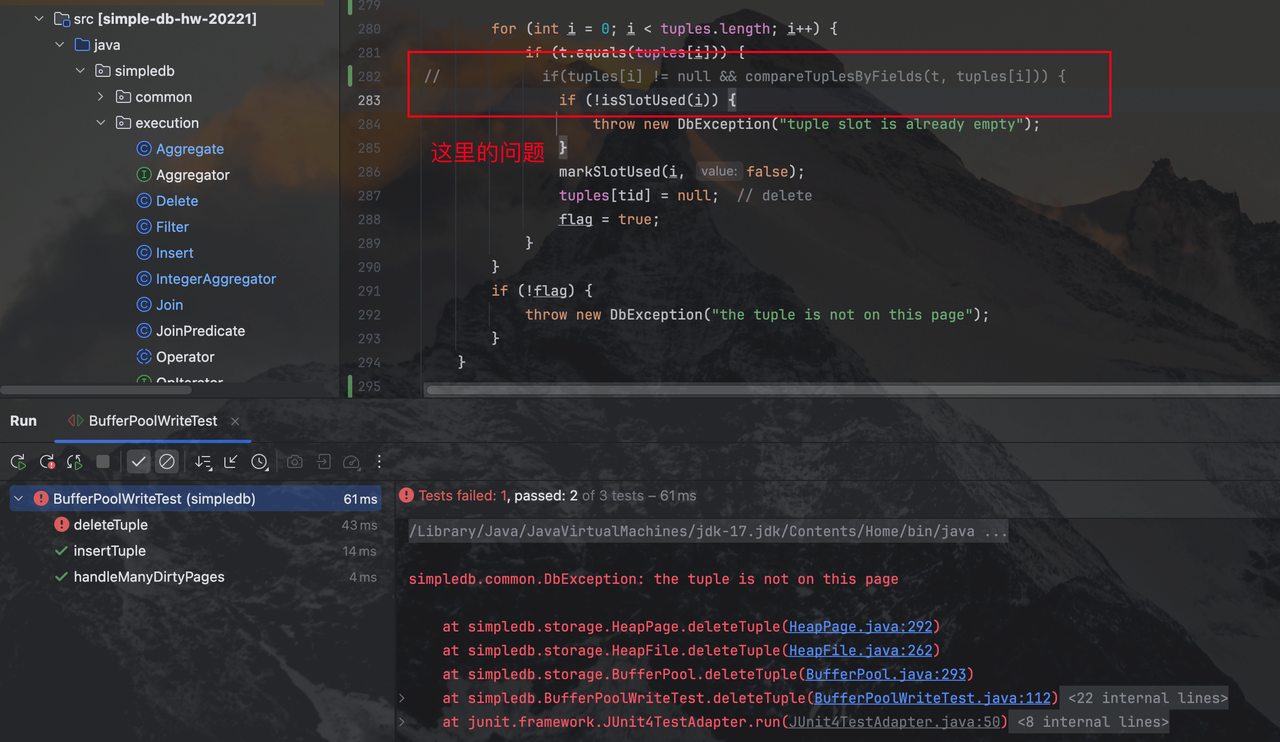 src [simple-db-hw-20221]
java
simpledb
common
execution
Aggregate
Aggregator
Delete
Filter
Insert
IntegerAggregator
Join
JoinPredicate
Operator
OpIterator
279
280 for (int i = 0; i < tuples.length; i++) {
281 if (t.equals(tuples[i])) {
282 // if(tuples[i] != null && compareTuplesByFields(t, tuples[i])) {
283 if (!isSlotUsed(i)) {
284 throw new DbException("tuple slot is already empty");
285 }
这里的问题
286 markSlotUsed(i, value: false);
287 tuples[tid] = null; // delete
288 flag = true;
289 }
290 }
291 if (!flag) {
292 throw new DbException("the tuple is not on this page");
293 }
294 }
295
Run BufferPoolWriteTest
BufferPoolWriteTest (simpledb) 61 ms
deleteTuple 43 ms
insertTuple 14 ms
handleManyDirtyPages 4 ms
Tests failed: 1, passed: 2 of 3 tests – 61 ms
/Library/Java/JavaVirtualMachines/jdk-17.jdk/Contents/Home/bin/java ...
simpledb.common.DbException: the tuple is not on this page
at simpledb.storage.HeapPage.deleteTuple(HeapPage.java:292)
at simpledb.storage.HeapFile.deleteTuple(HeapFile.java:262)
at simpledb.storage.BufferPool.deleteTuple(BufferPool.java:293)
at simpledb.BufferPoolWriteTest.deleteTuple(BufferPoolWriteTest.java:112) <22 internal lines>
at junit.framework.JUnit4TestAdapter.run(JUnit4TestAdapter.java:50) <8 internal lines>